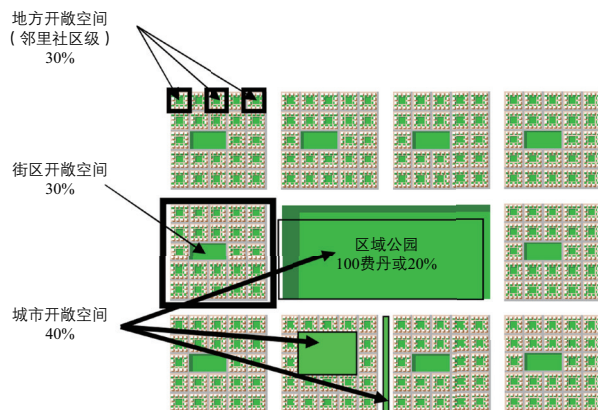 地方开敞空间
（邻里社区级）
30%
街区开敞空间
30%
区域公园
100费丹或20%
城市开敞空间
40%